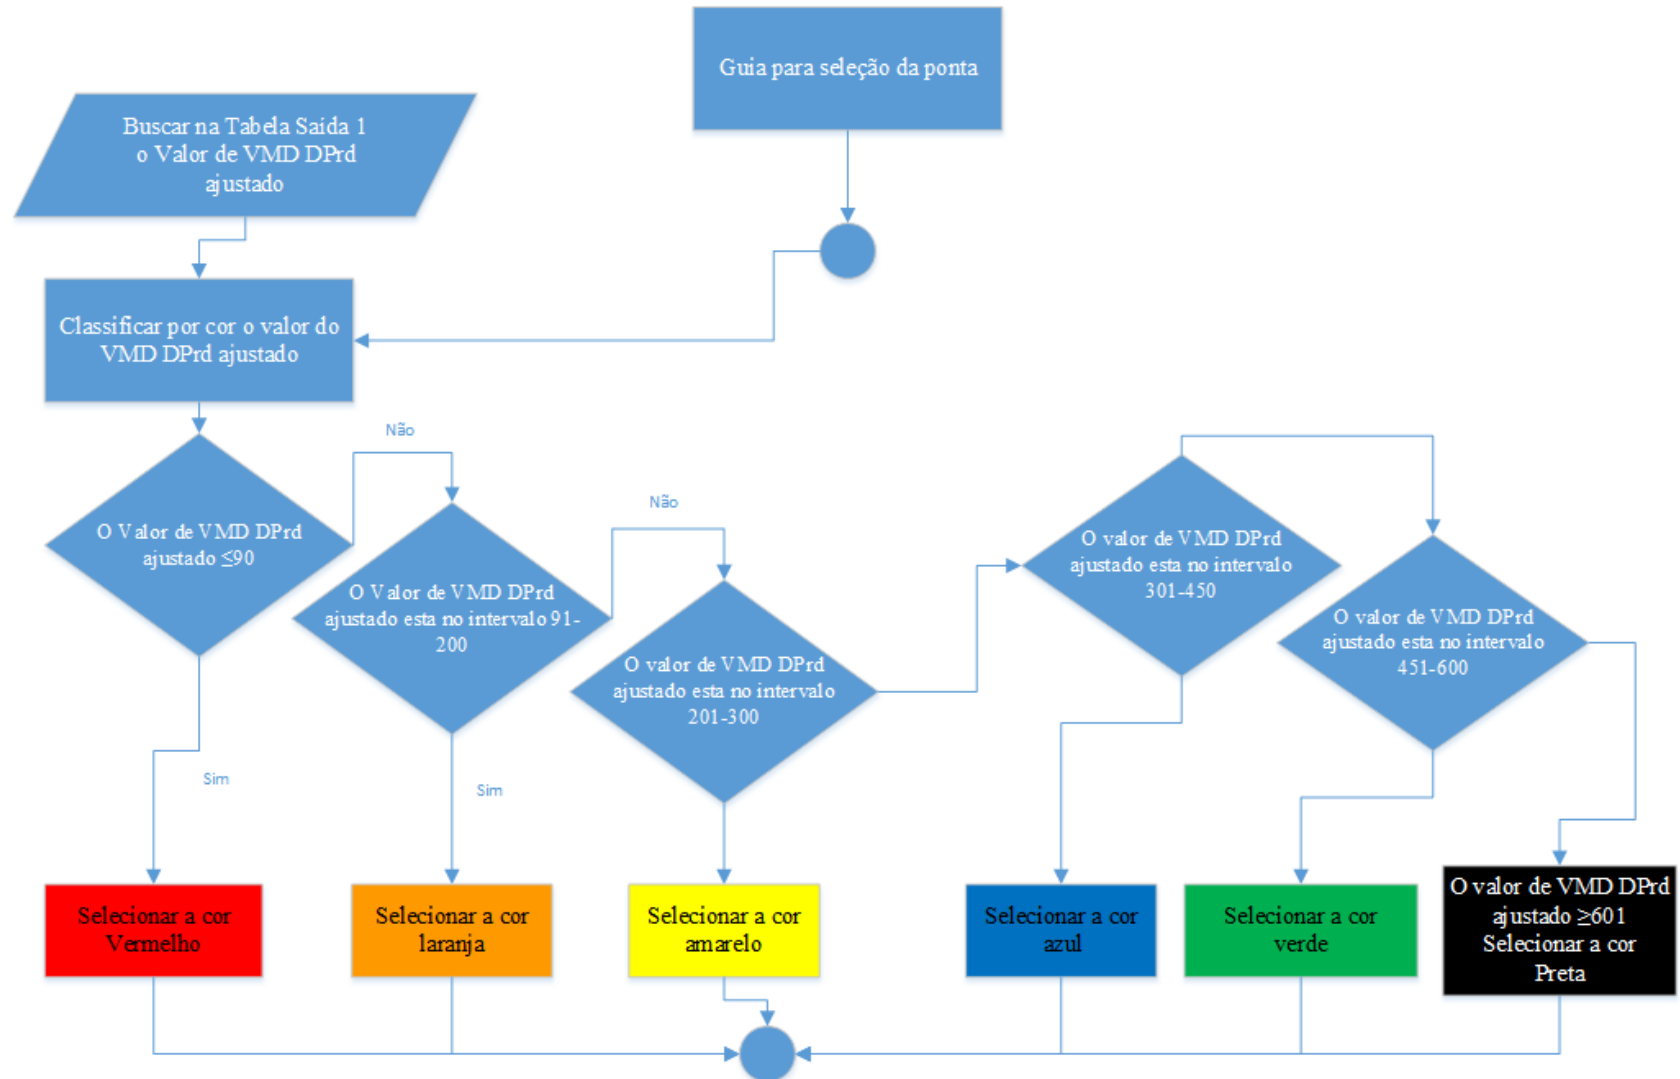 Guia para seleção da ponta
Buscar na Tabela Saída 1
o Valor de VMD DPrd
ajustado
Classificar por cor o valor do
VMD DPrd ajustado
Não
O Valor de VMD DPrd
ajustado ≤90
Não
O Valor de VMD DPrd
ajustado esta no intervalo 91-
200
O valor de VMD DPrd
ajustado esta no intervalo
201-300
O valor de VMD DPrd
ajustado esta no intervalo
301-450
O valor de VMD DPrd
ajustado esta no intervalo
451-600
Sim
Sim
Selecionar a cor
Vermelho
Selecionar a cor
laranja
Selecionar a cor
amarelo
Selecionar a cor
azul
Selecionar a cor
verde
O valor de VMD DPrd
ajustado ≥601
Selecionar a cor
Preta